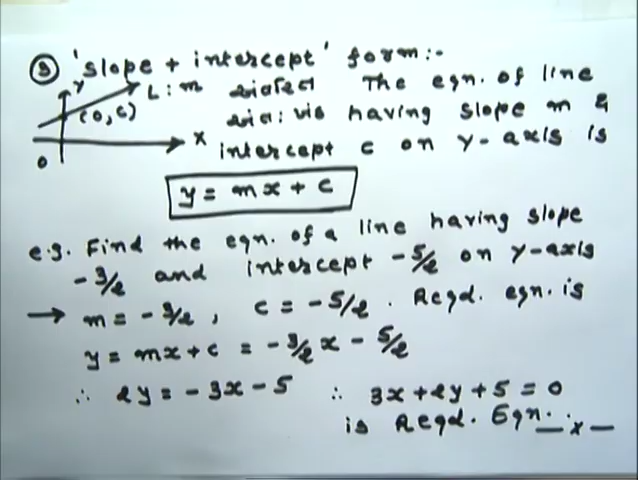 ③ 'slope + intercept' form:-
Y
L: m
(0, c)
X
0
The eqn. of line
having slope m &
intercept c on Y-axis is
y = mx + c
e.g. Find the eqn. of a line having slope
-3/2 and intercept -5/2 on Y-axis
→ m = -3/2, c = -5/2. Reqd. eqn. is
y = mx + c = -3/2 x - 5/2
∴ 2y = -3x - 5 ∴ 3x + 2y + 5 = 0
is Reqd. Eqn. — x —